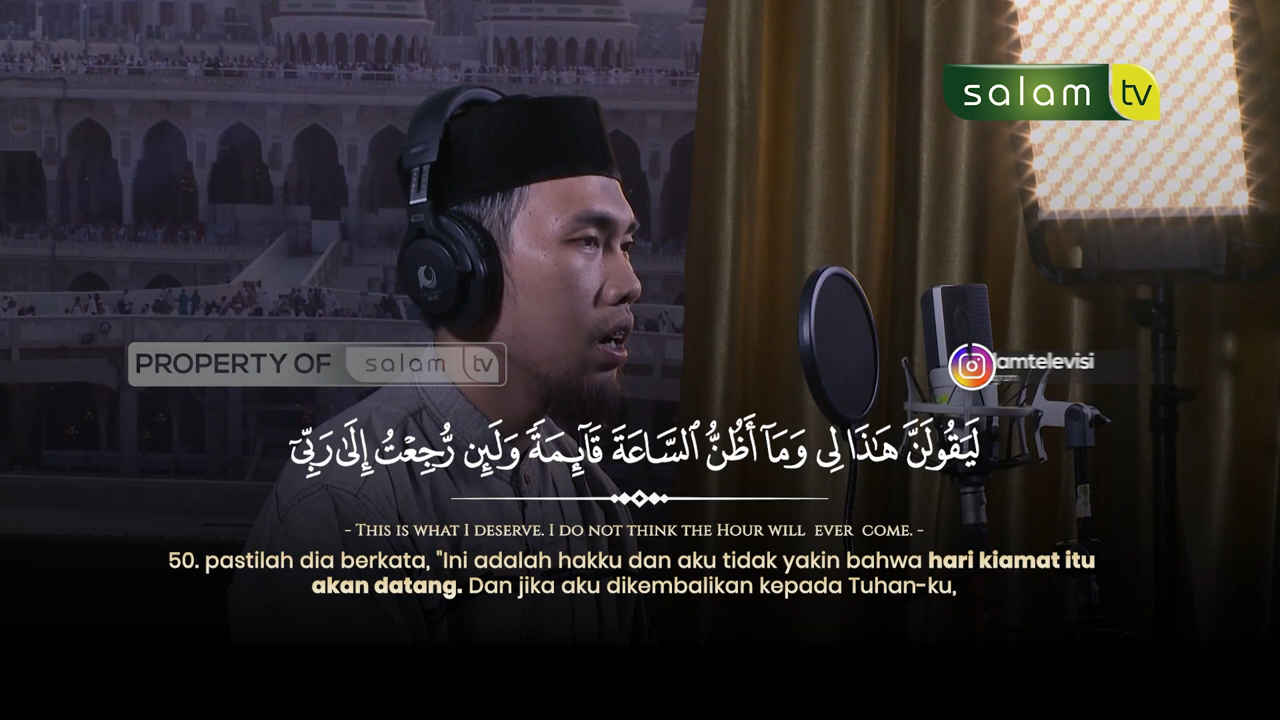 salam tv
PROPERTY OF salam tv
amtelevisi
لَيَقُولَنَّ هَٰذَا لِى وَمَآ أَظُنُّ ٱلسَّاعَةَ قَآئِمَةً وَلَئِن رُّجِعْتُ إِلَىٰ رَبِّىٓ
- THIS IS WHAT I DESERVE. I DO NOT THINK THE HOUR WILL EVER COME. -
50. pastilah dia berkata, "Ini adalah hakku dan aku tidak yakin bahwa hari kiamat itu
akan datang. Dan jika aku dikembalikan kepada Tuhan-ku,